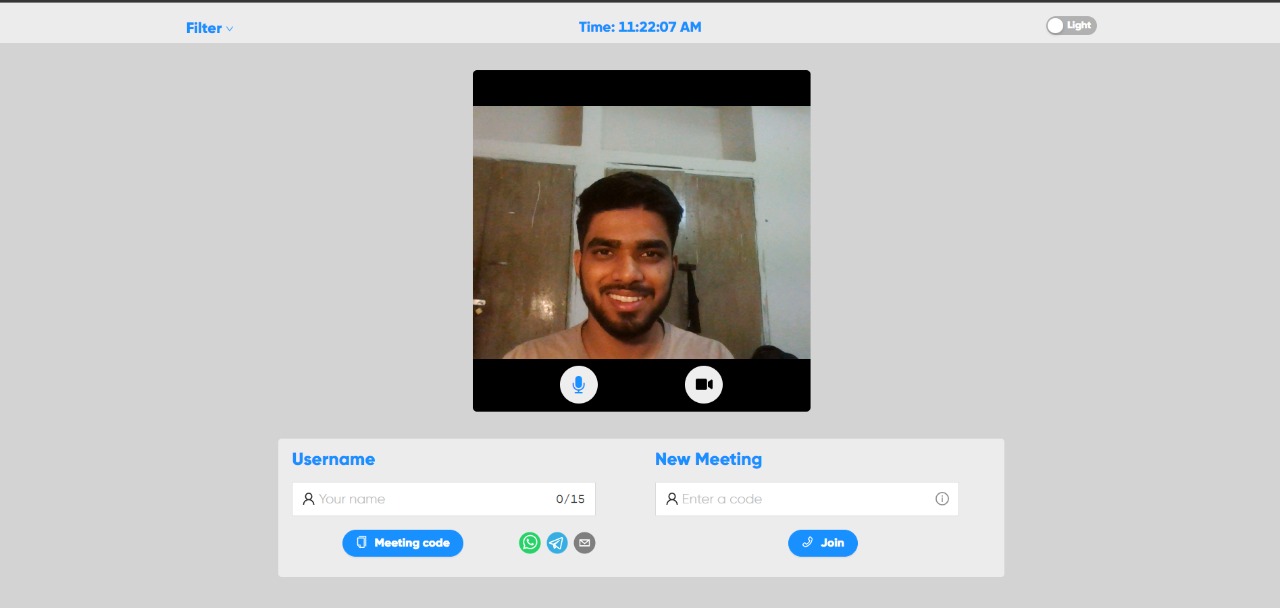 Filter
Time: 11:22:07 AM
Light
Username
New Meeting
Your name
0/15
Enter a code
Meeting code
Join